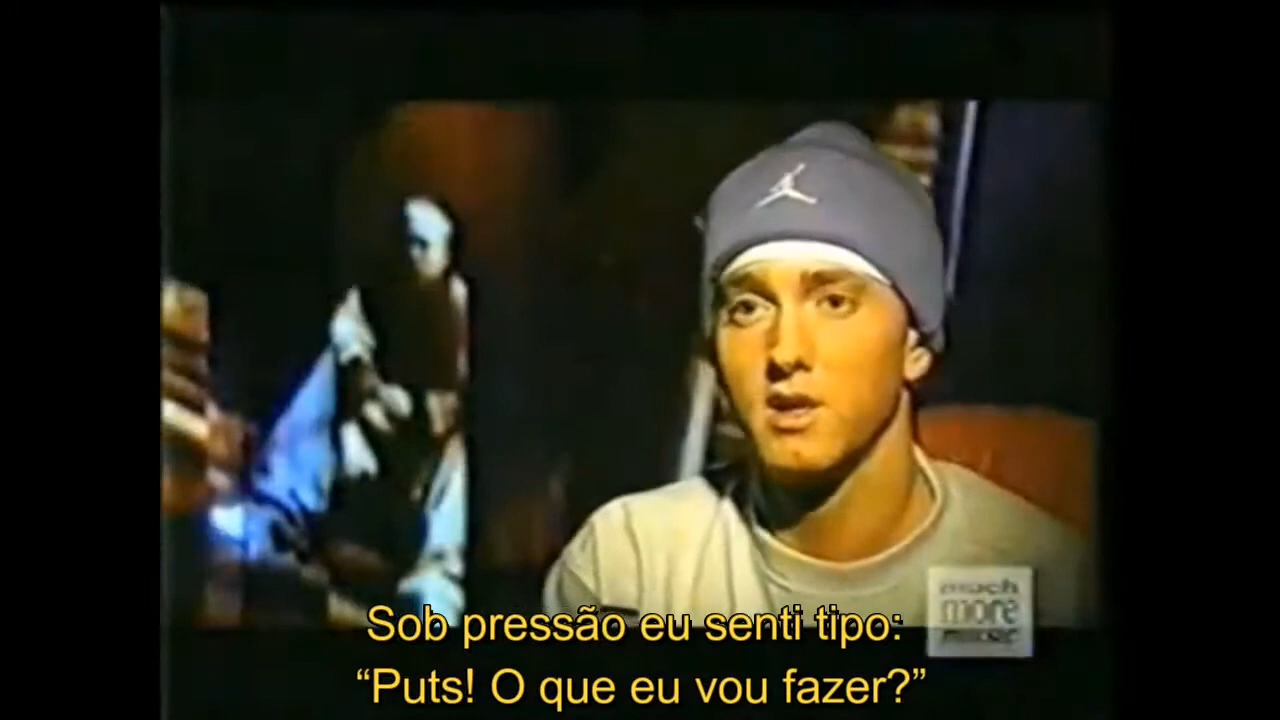 much
more
music
Sob pressão eu senti tipo:
“Puts! O que eu vou fazer?”